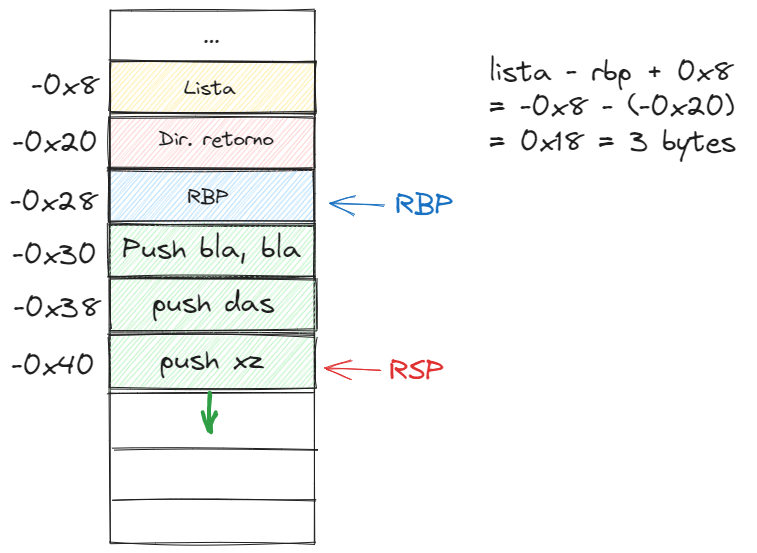 ...
-0x8 Lista
-0x20 Dir. retorno
-0x28 RBP RBP
-0x30 Push bla, bla
-0x38 push das
-0x40 push xz RSP
lista - rbp + 0x8
= -0x8 - (-0x20)
= 0x18 = 3 bytes